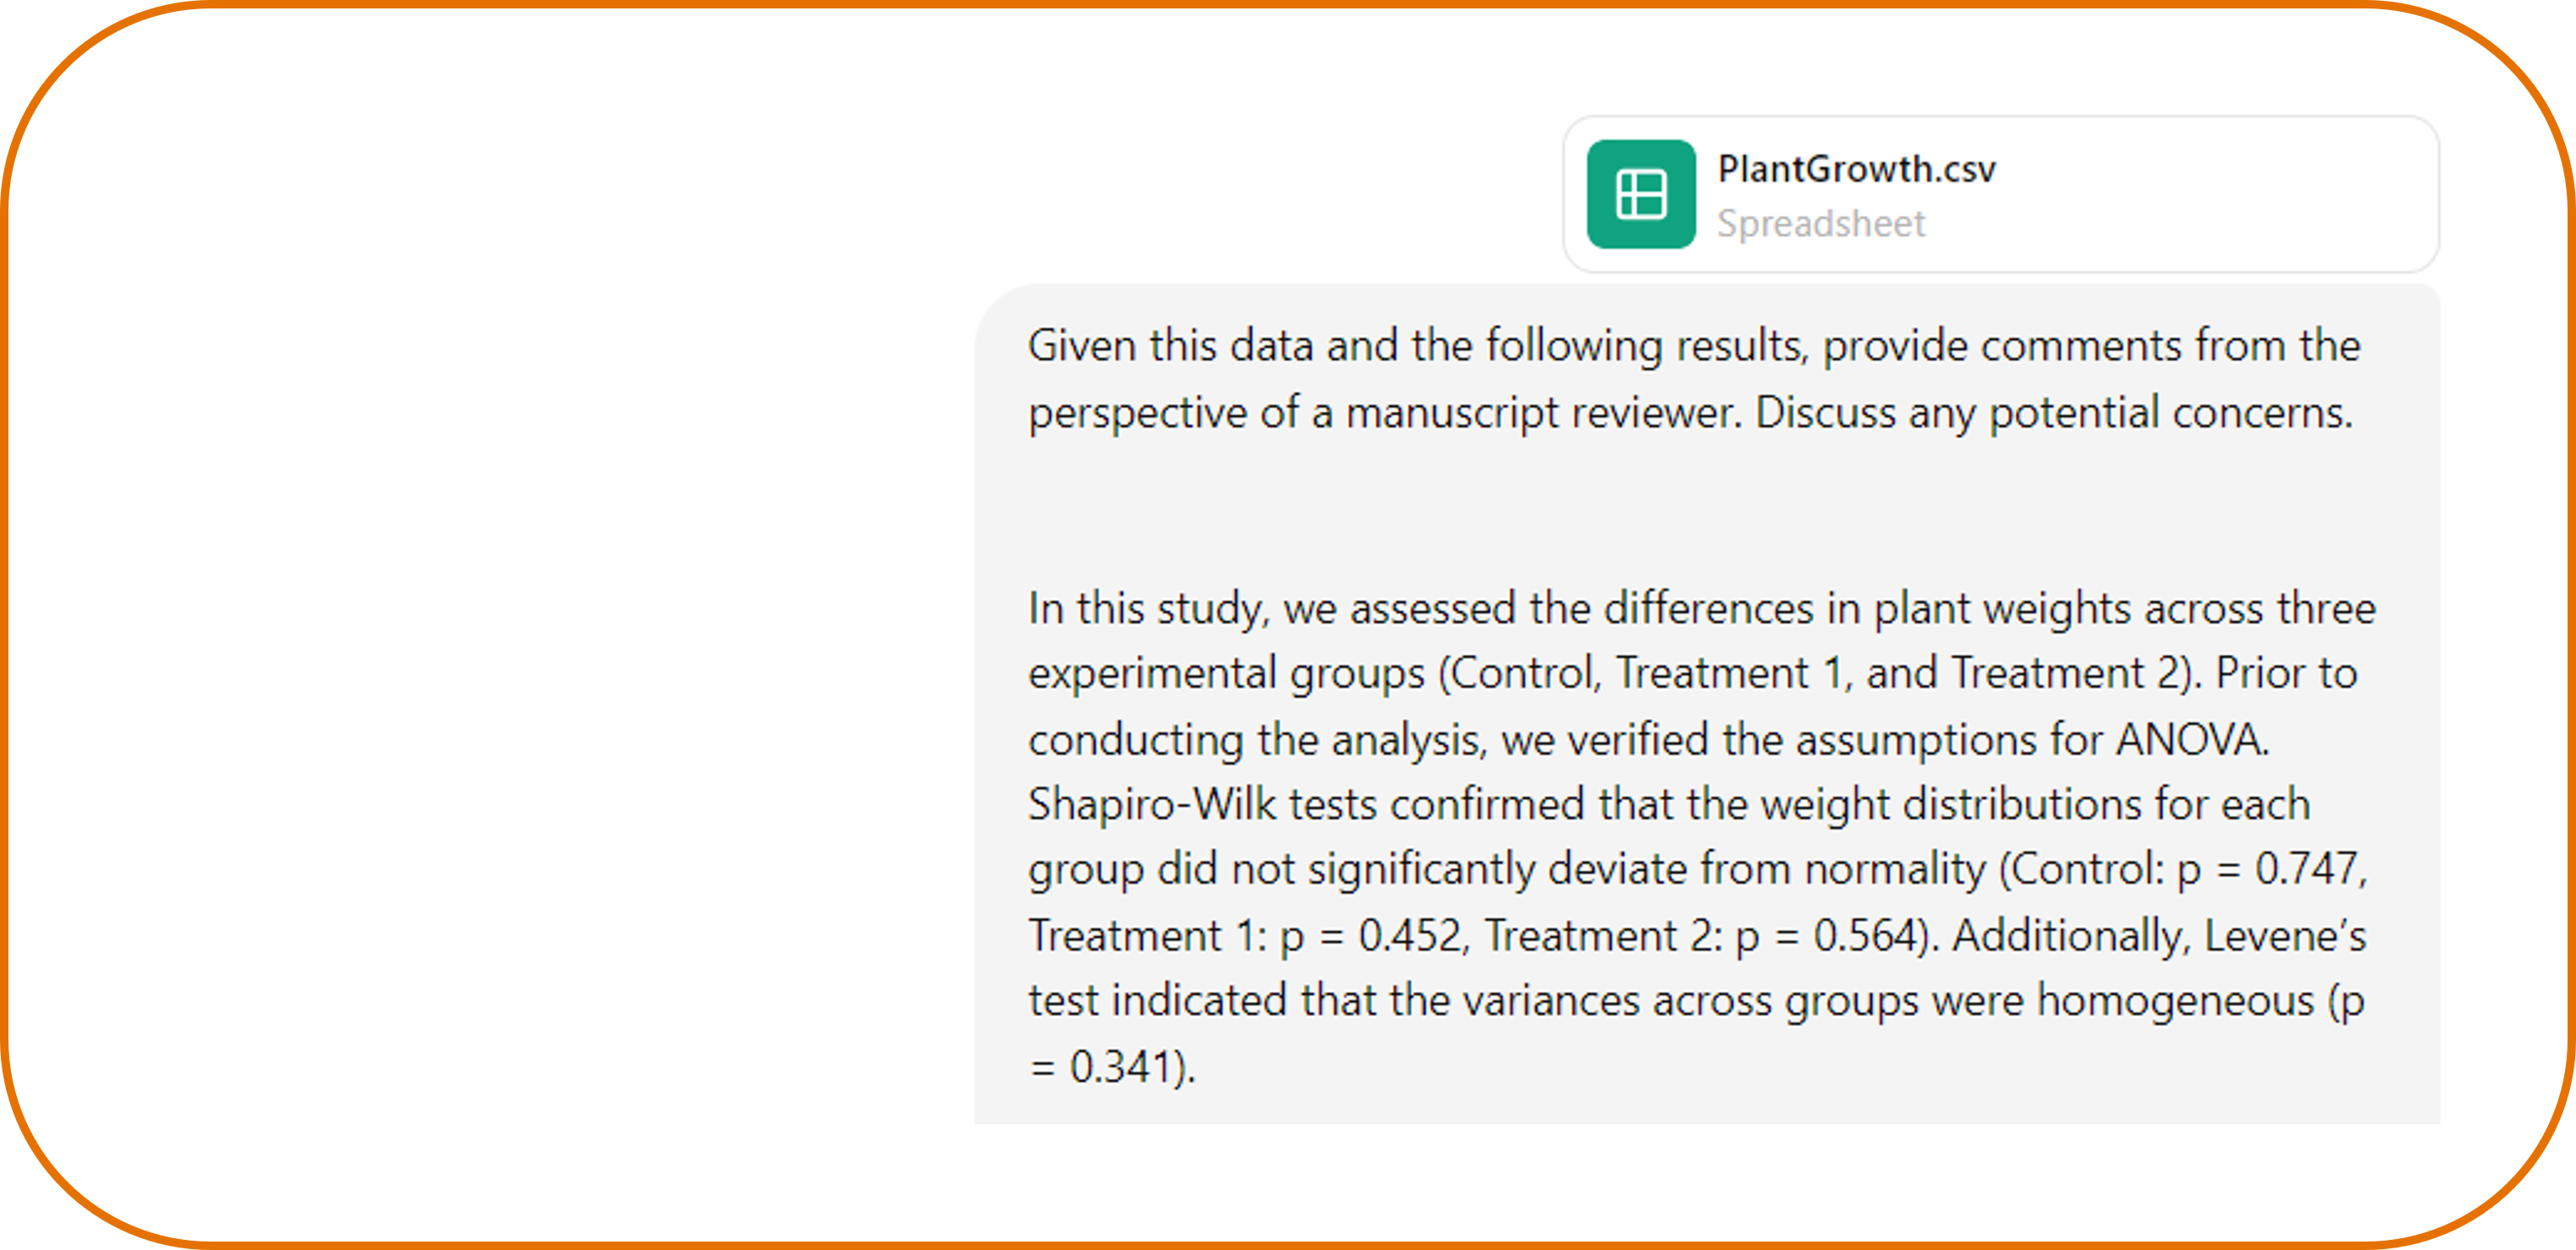 PlantGrowth.csv
Spreadsheet
Given this data and the following results, provide comments from the
perspective of a manuscript reviewer. Discuss any potential concerns.
In this study, we assessed the differences in plant weights across three
experimental groups (Control, Treatment 1, and Treatment 2). Prior to
conducting the analysis, we verified the assumptions for ANOVA.
Shapiro-Wilk tests confirmed that the weight distributions for each
group did not significantly deviate from normality (Control: p = 0.747,
Treatment 1: p = 0.452, Treatment 2: p = 0.564). Additionally, Levene’s
test indicated that the variances across groups were homogeneous (p
= 0.341).